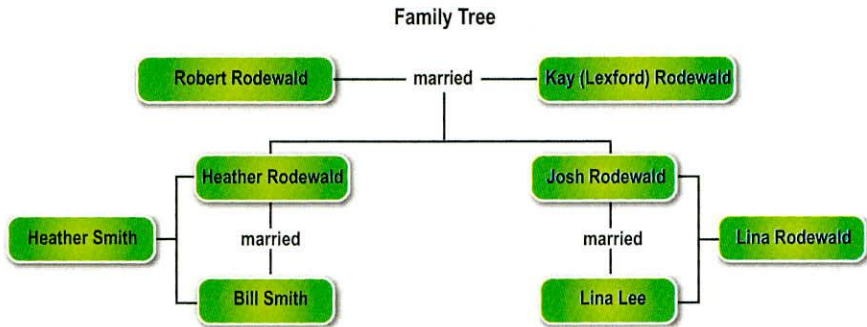 Family Tree
Robert Rodewald
married
Kay (Lexford) Rodewald
Heather Rodewald
Josh Rodewald
Heather Smith
married
married
Lina Rodewald
Bill Smith
Lina Lee